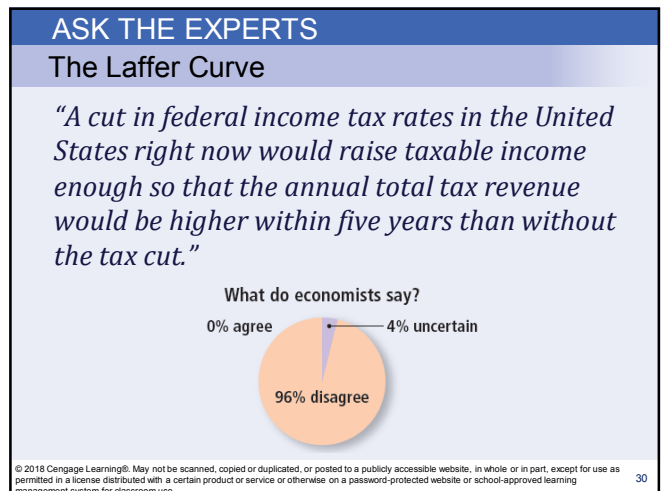 ASK THE EXPERTS
The Laffer Curve
“A cut in federal income tax rates in the United
States right now would raise taxable income
enough so that the annual total tax revenue
would be higher within five years than without
the tax cut.”
What do economists say?
0% agree
4% uncertain
96% disagree
© 2018 Cengage Learning®. May not be scanned, copied or duplicated, or posted to a publicly accessible website, in whole or in part, except for use as
permitted in a license distributed with a certain product or service or otherwise on a password-protected website or school-approved learning
management system for classroom use.
30